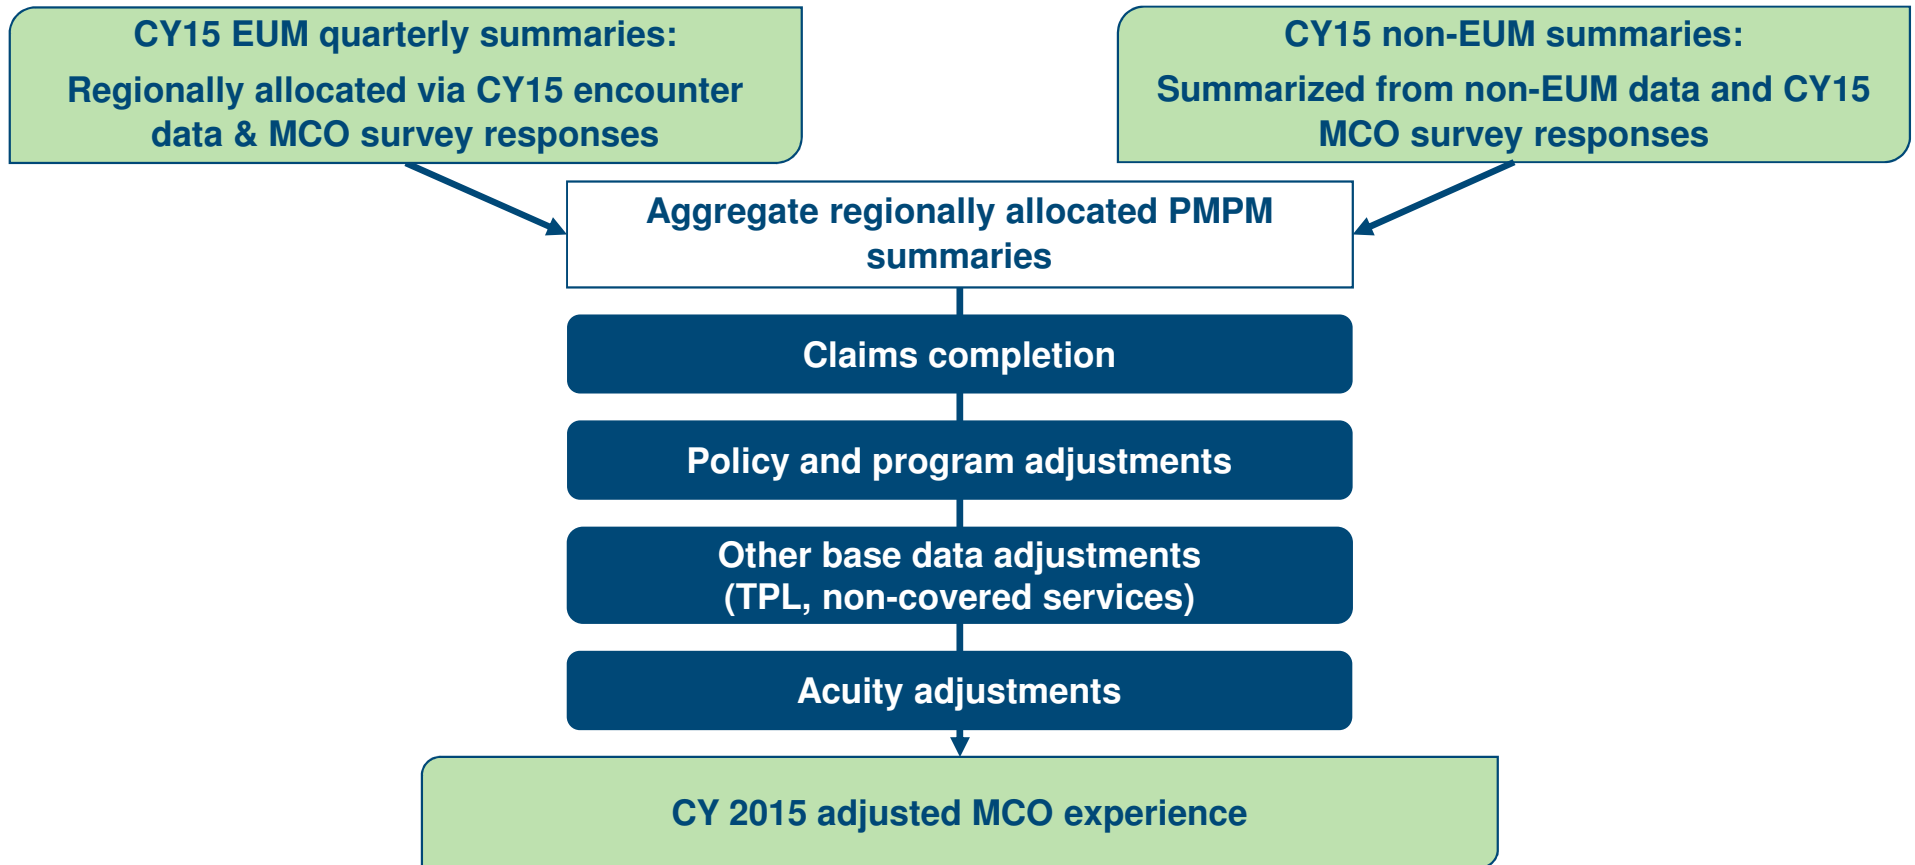 CY15 EUM quarterly summaries:
Regionally allocated via CY15 encounter
data & MCO survey responses
CY15 non-EUM summaries:
Summarized from non-EUM data and CY15
MCO survey responses
Aggregate regionally allocated PMPM
summaries
Claims completion
Policy and program adjustments
Other base data adjustments
(TPL, non-covered services)
Acuity adjustments
CY 2015 adjusted MCO experience